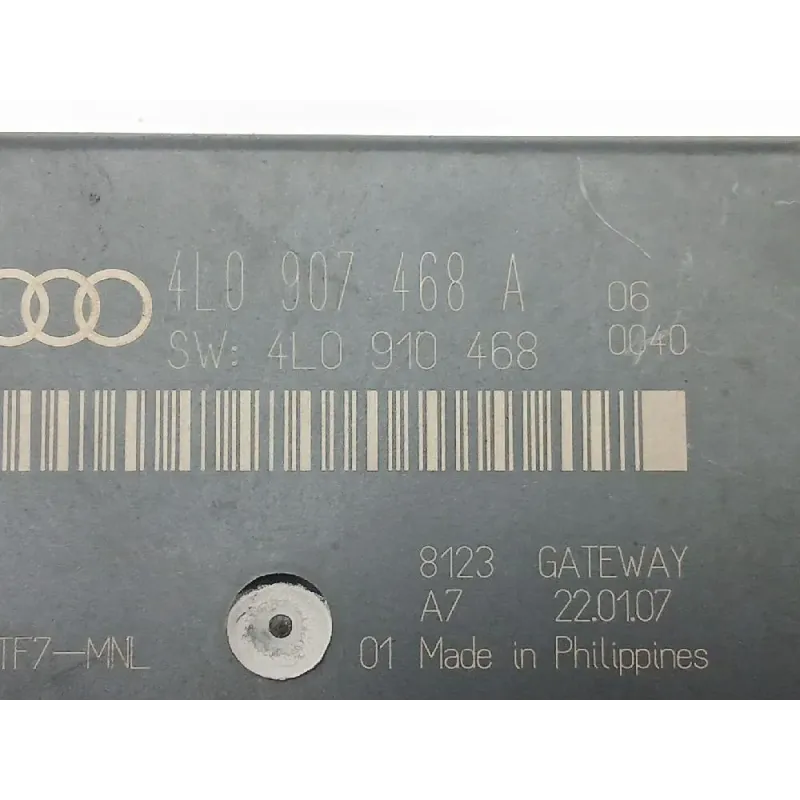 4L0 907 468 A 06
SW: 4L0 910 468 0040
8123 GATEWAY
A7 22.01.07
TF7-MNL 01 Made in Philippines